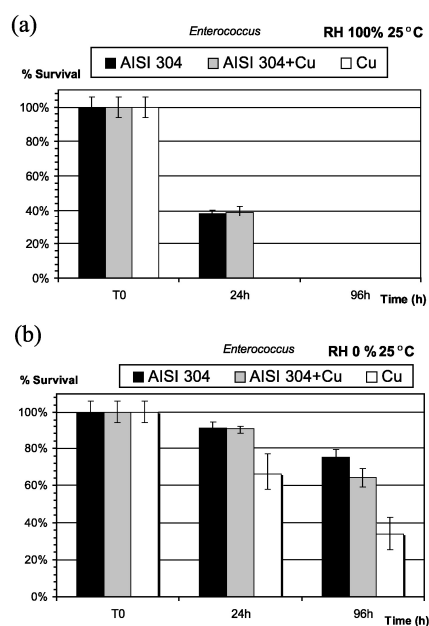 (a)
Enterococcus RH 100% 25°C
AISI 304 AISI 304+Cu Cu
% Survival
100%
80%
60%
40%
20%
0%
T0 24h 96h Time (h)
(b)
Enterococcus RH 0 % 25°C
AISI 304 AISI 304+Cu Cu
% Survival
100%
80%
60%
40%
20%
0%
T0 24h 96h Time (h)